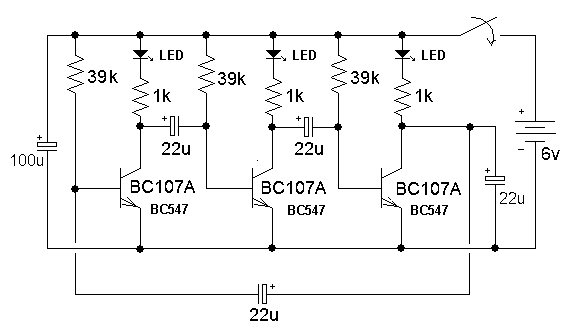 LED
LED
LED
39k
39k
39k
1k
1k
1k
+
+
+
+
22u
22u
100u
−
6v
+
BC107A
BC107A
BC107A
BC547
BC547
BC547
22u
+
22u